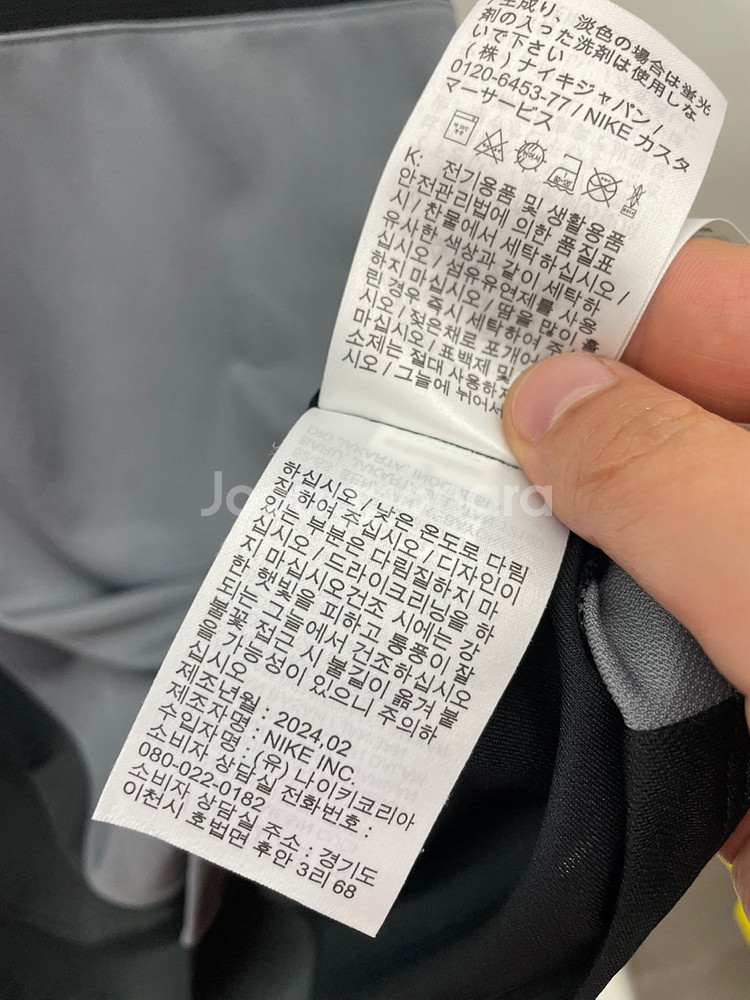 生成り、淡色の場合は蛍光
剤の入った洗剤は使用しな
いで下さい
(株)ナイキジャパン/
0120-6453-77/NIKE カスタ
マーサービス
K: 전기용품 및 생활용품
안전관리법에 의한 품질표
시/찬물에서 세탁하십시오/
유사한 색상과 같이 세탁하
십시오/섬유유연제를 사용
하지 마십시오/땀을 많이 흘
린 경우 즉시 세탁하여 주
시오/젖은채로 포개어
마십시오/표백제 및
소제는 절대 사용하지
시오/그늘에 뉘어서
하십시오/낮은 온도로 다림
질 하여 주십시오/디자인이
있는 부분은 다림질하지 마
십시오/드라이크리닝을 하
지 마십시오건조 시에는 강
한 햇빛을 피하고 통풍이 잘
되는 그늘에서 건조하십시오
불꽃 접근 시 불길이 옮겨 붙
을 가능성이 있으니 주의하
십시오
제조년월 : 2024.02
제조자명 : NIKE INC.
수입자명 : (유) 나이키코리아
소비자 상담실 전화번호 :
080-022-0182
소비자 상담실 주소 : 경기도
이천시 호법면 후안 3리 68